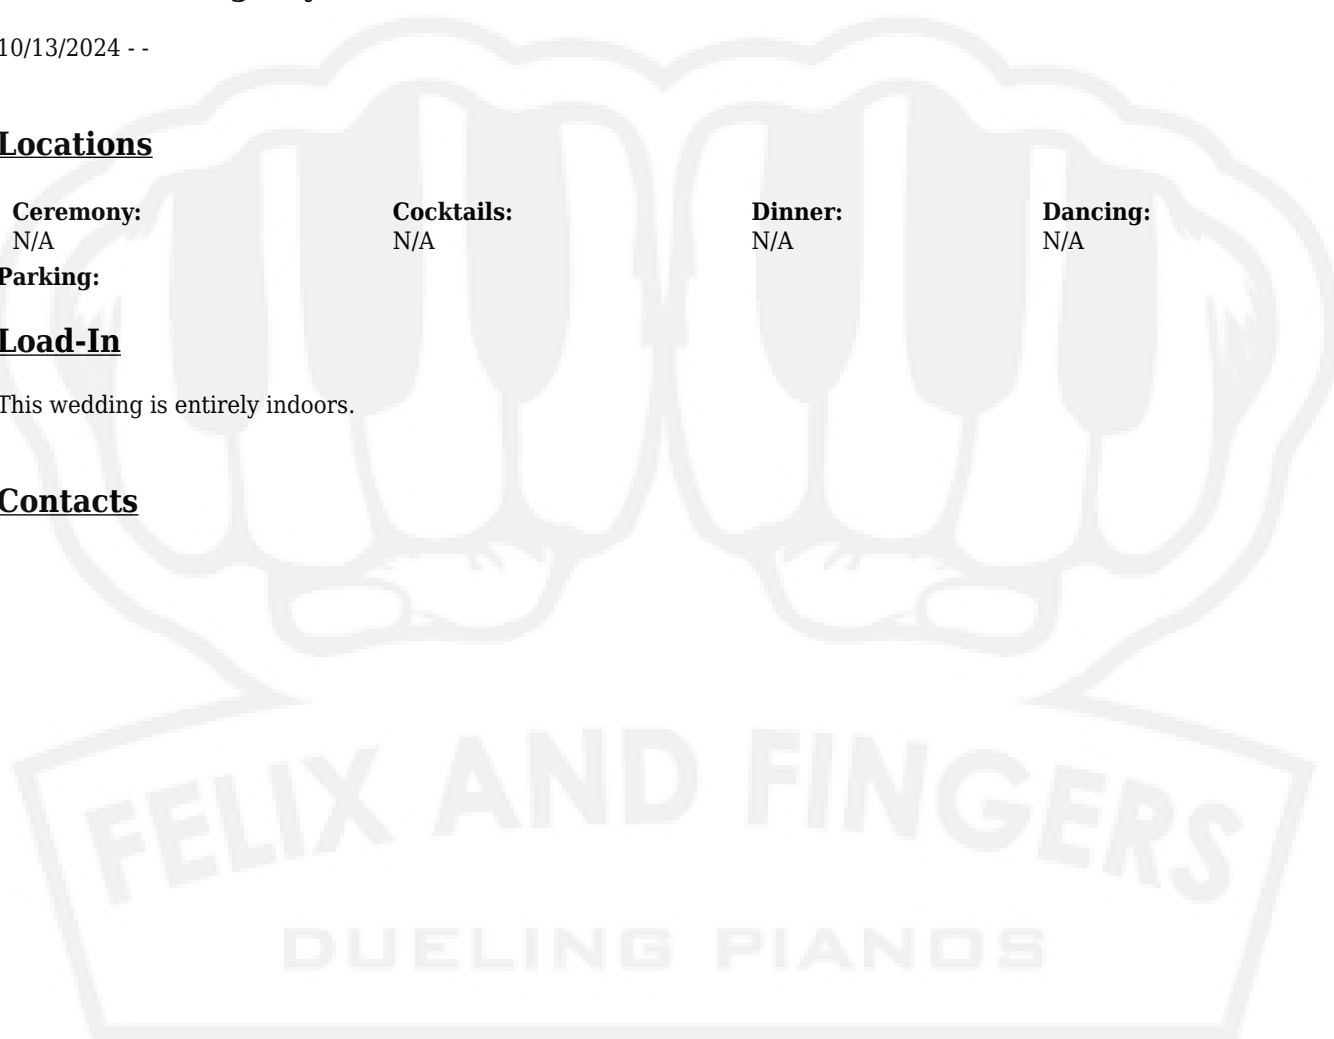 10/13/2024 - -
Locations
Ceremony: Cocktails: Dinner: Dancing:
N/A N/A N/A N/A
Parking:
Load-In
This wedding is entirely indoors.
Contacts
FELIX AND FINGERS
DUELING PIANOS